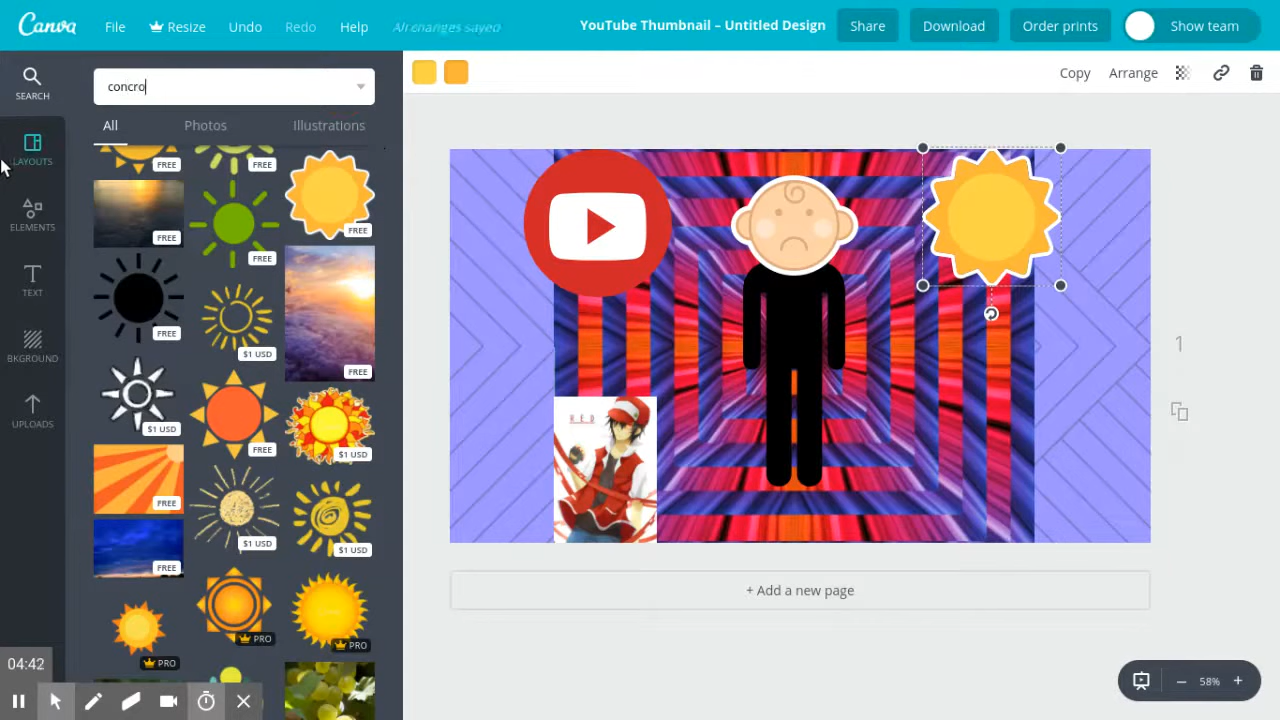 Canva File Resize Undo Redo Help All changes saved YouTube Thumbnail – Untitled Design Share Download Order prints Show team
SEARCH
LAYOUTS
ELEMENTS
TEXT
BKGROUND
UPLOADS
concro
All Photos Illustrations
FREE FREE
FREE
FREE
FREE
FREE
$1 USD
FREE
$1 USD
FREE
$1 USD
FREE
$1 USD
$1 USD
FREE
PRO
PRO
PRO
Copy Arrange
RED
1
+ Add a new page
58%
04:42